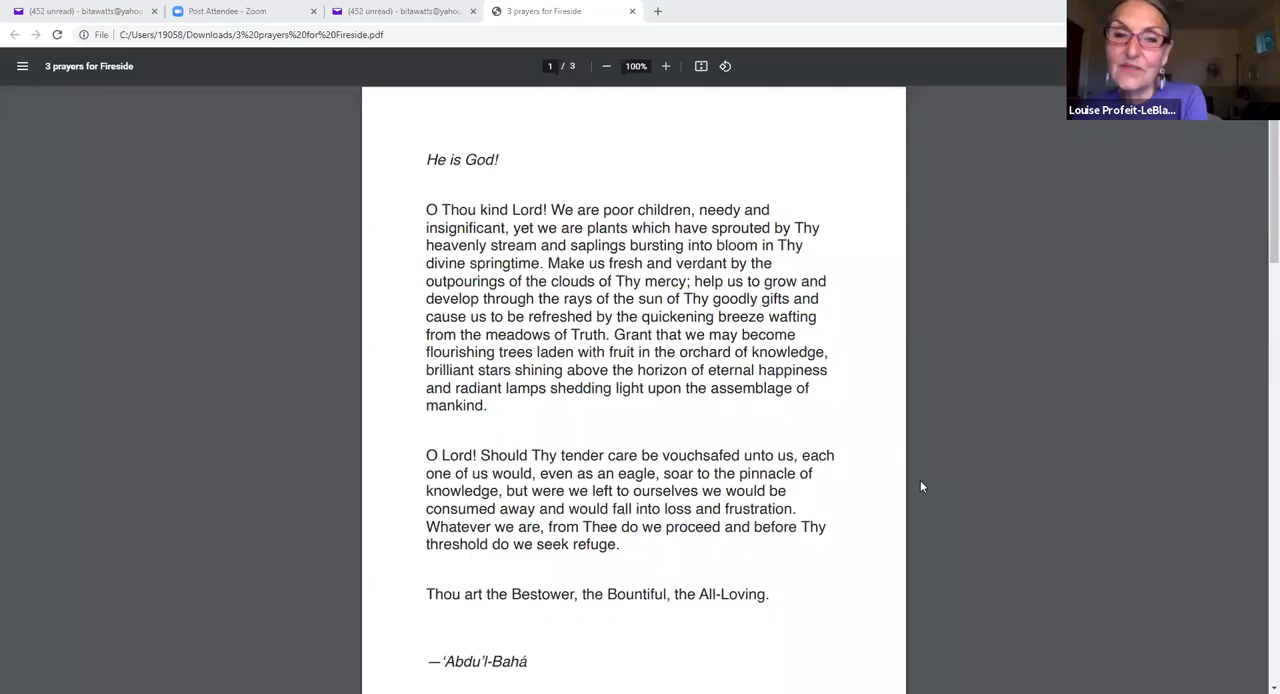 (452 unread) - bitawatts@yahoo
Post Attendee - Zoom
(452 unread) - bitawatts@yahoo
3 prayers for Fireside
File
C:/Users/19058/Downloads/3%20prayers%20for%20Fireside.pdf
3 prayers for Fireside
1 / 3
100%
Louise Profeit-LeBla...
He is God!
O Thou kind Lord! We are poor children, needy and
insignificant, yet we are plants which have sprouted by Thy
heavenly stream and saplings bursting into bloom in Thy
divine springtime. Make us fresh and verdant by the
outpourings of the clouds of Thy mercy; help us to grow and
develop through the rays of the sun of Thy goodly gifts and
cause us to be refreshed by the quickening breeze wafting
from the meadows of Truth. Grant that we may become
flourishing trees laden with fruit in the orchard of knowledge,
brilliant stars shining above the horizon of eternal happiness
and radiant lamps shedding light upon the assemblage of
mankind.
O Lord! Should Thy tender care be vouchsafed unto us, each
one of us would, even as an eagle, soar to the pinnacle of
knowledge, but were we left to ourselves we would be
consumed away and would fall into loss and frustration.
Whatever we are, from Thee do we proceed and before Thy
threshold do we seek refuge.
Thou art the Bestower, the Bountiful, the All-Loving.
—‘Abdu’l-Bahá